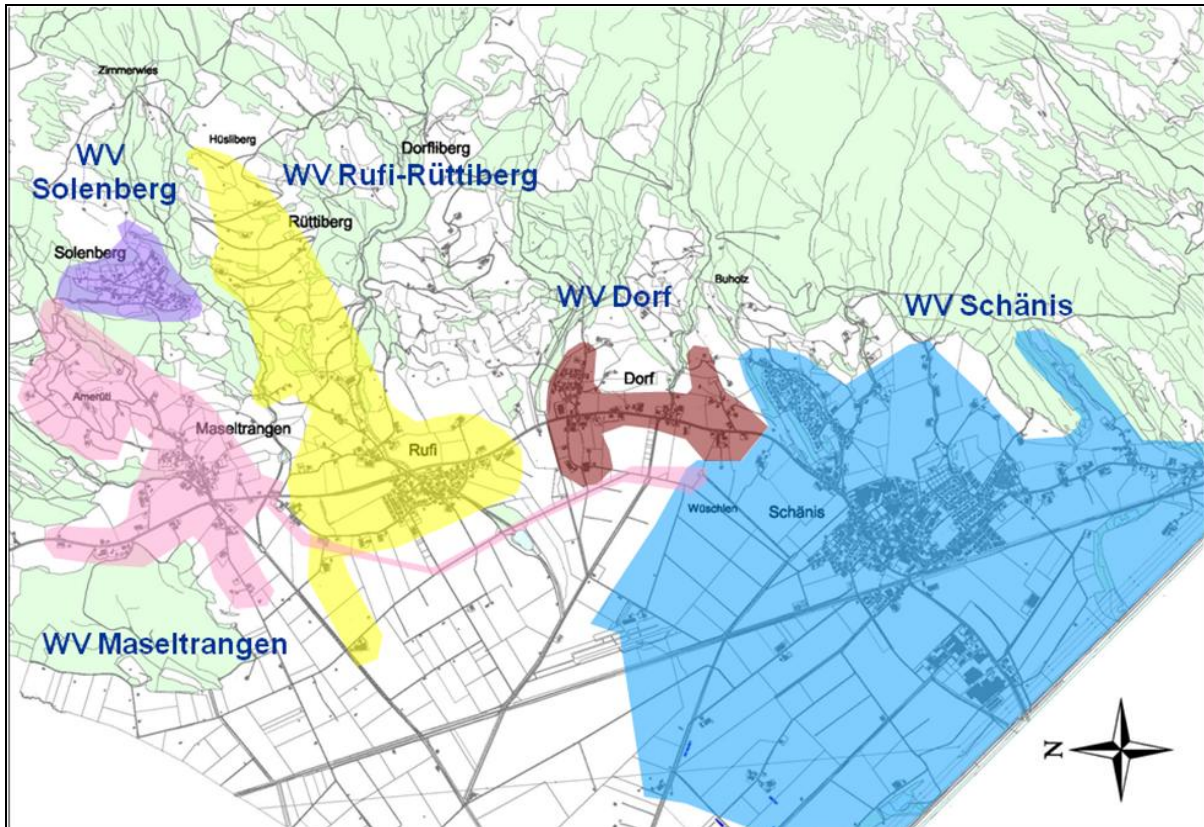 Zimmerwies
Hüsliberg
Dorfliberg
WV
Solenberg
WV Rufi-Rüttiberg
Rüttiberg
Solenberg
Buholz
WV Dorf
WV Schänis
Amerüti
Dorf
Maseltrangen
Rufi
Wüschlen
Schänis
WV Maseltrangen
N